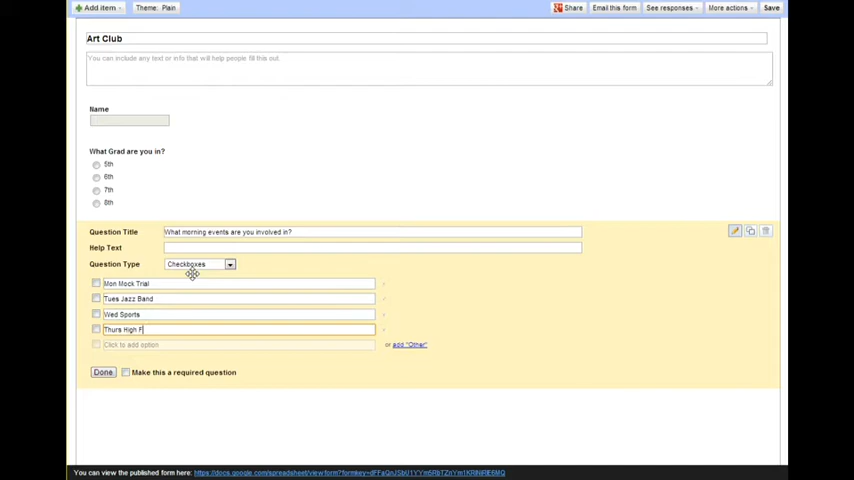 Add item Theme: Plain Share Email this form See responses More actions Save
Art Club
You can include any text or info that will help people fill this out.
Name
What Grad are you in?
5th
6th
7th
8th
Question Title What morning events are you involved in?
Help Text
Question Type Checkboxes
Mon Mock Trial
Tues Jazz Band
Wed Sports
Thurs High F
Click to add option or add "Other"
Done Make this a required question
You can view the published form here: